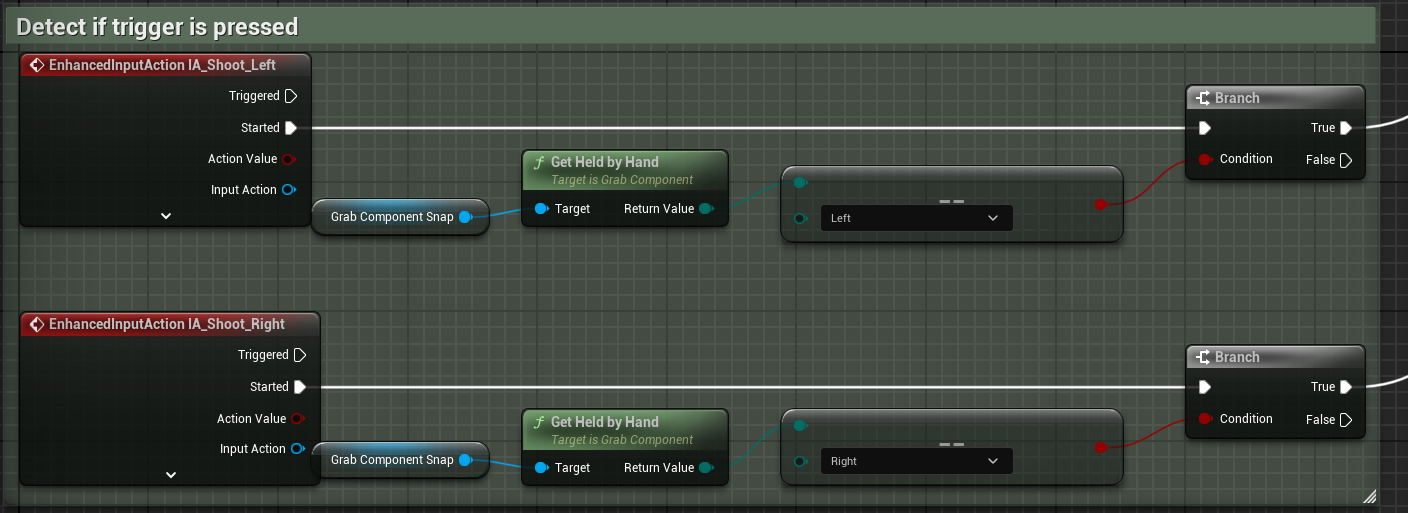 Detect if trigger is pressed
EnhancedInputAction IA_Shoot_Left
Triggered
Started
Action Value
Input Action
Grab Component Snap
Get Held by Hand
Target is Grab Component
Target Return Value
==
Left
Branch
True
Condition False
EnhancedInputAction IA_Shoot_Right
Triggered
Started
Action Value
Input Action
Grab Component Snap
Get Held by Hand
Target is Grab Component
Target Return Value
==
Right
Branch
True
Condition False